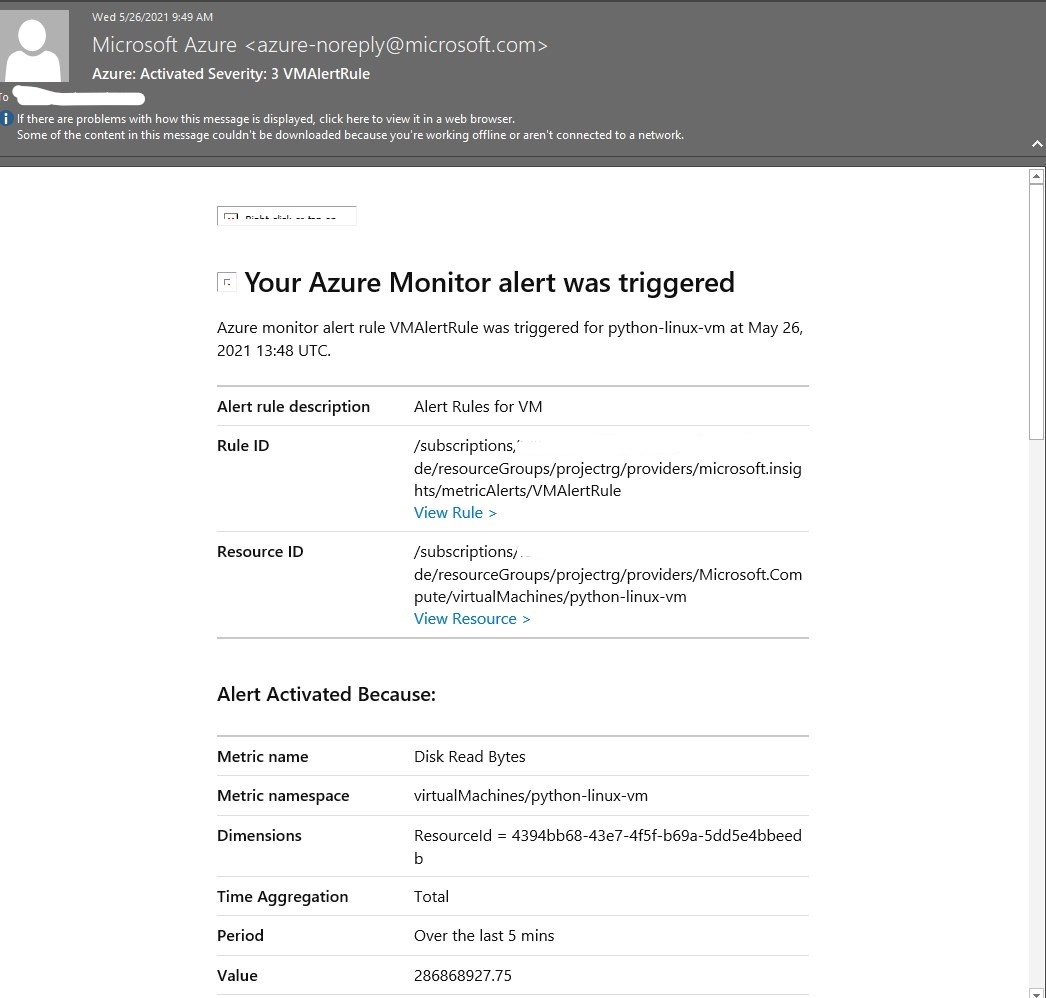 Wed 5/26/2021 9:49 AM
Microsoft Azure <azure-noreply@microsoft.com>
Azure: Activated Severity: 3 VMAlertRule
To
If there are problems with how this message is displayed, click here to view it in a web browser.
Some of the content in this message couldn't be downloaded because you're working offline or aren't connected to a network.
Your Azure Monitor alert was triggered
Azure monitor alert rule VMAlertRule was triggered for python-linux-vm at May 26,
2021 13:48 UTC.
Alert rule description Alert Rules for VM
Rule ID /subscriptions
de/resourceGroups/projectrg/providers/microsoft.insig
hts/metricAlerts/VMAlertRule
View Rule >
Resource ID /subscriptions/
de/resourceGroups/projectrg/providers/Microsoft.Com
pute/virtualMachines/python-linux-vm
View Resource >
Alert Activated Because:
Metric name Disk Read Bytes
Metric namespace virtualMachines/python-linux-vm
Dimensions ResourceId = 4394bb68-43e7-4f5f-b69a-5dd5e4bbeed
b
Time Aggregation Total
Period Over the last 5 mins
Value 286868927.75